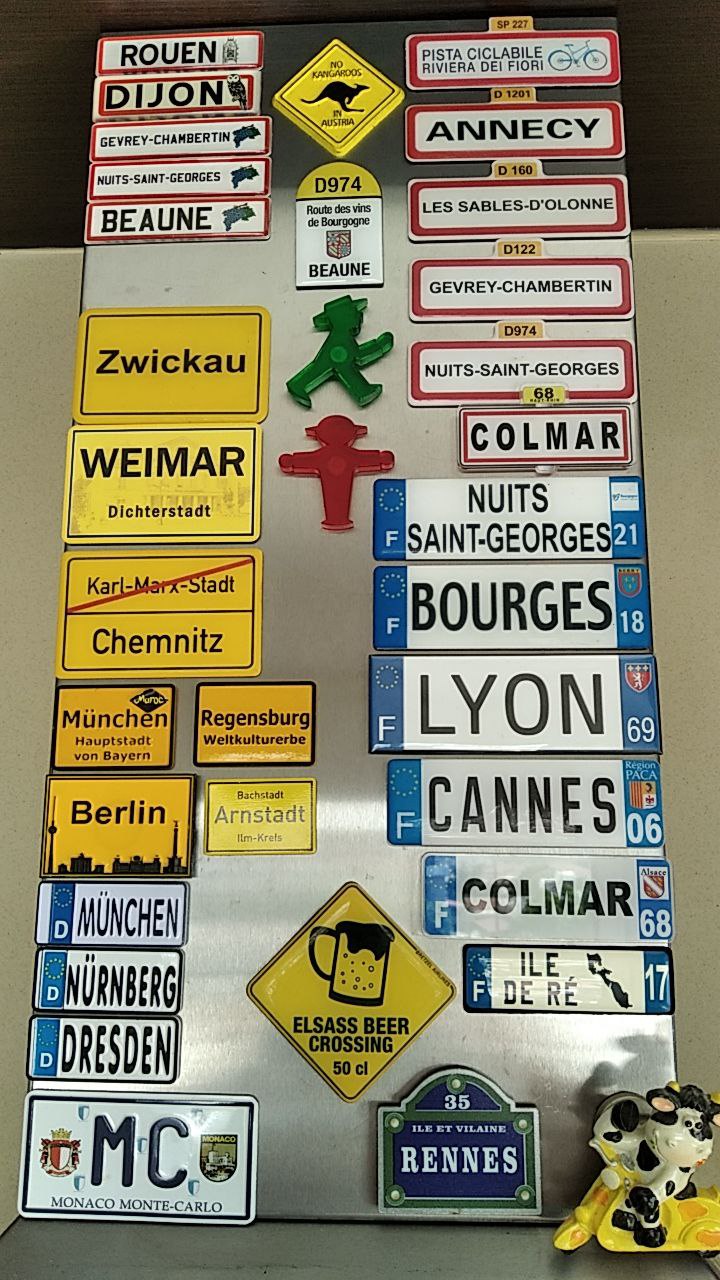 ROUEN
DIJON
GEVREY-CHAMBERTIN
NUITS-SAINT-GEORGES
BEAUNE
NO
KANGAROOS
IN
AUSTRIA
D974
Route des vins
de Bourgogne
BEAUNE
SP 227
PISTA CICLABILE
RIVIERA DEI FIORI
D 1201
ANNECY
D 160
LES SABLES-D'OLONNE
D122
GEVREY-CHAMBERTIN
D974
NUITS-SAINT-GEORGES
68
HAUT-RHIN
COLMAR
Zwickau
WEIMAR
Dichterstadt
Karl-Marx-Stadt
Chemnitz
Maroc
München
Hauptstadt
von Bayern
Regensburg
Weltkulturerbe
Berlin
Bachstadt
Arnstadt
Ilm-Kreis
D MÜNCHEN
D NÜRNBERG
D DRESDEN
MC
MONACO
MONACO MONTE-CARLO
NUITS
F SAINT-GEORGES 21
F BOURGES 18
F LYON 69
Région
PACA
F CANNES 06
Alsace
F COLMAR 68
ILE
F DE RÉ 17
ELSASS BEER
CROSSING
50 cl
35
ILE ET VILAINE
RENNES